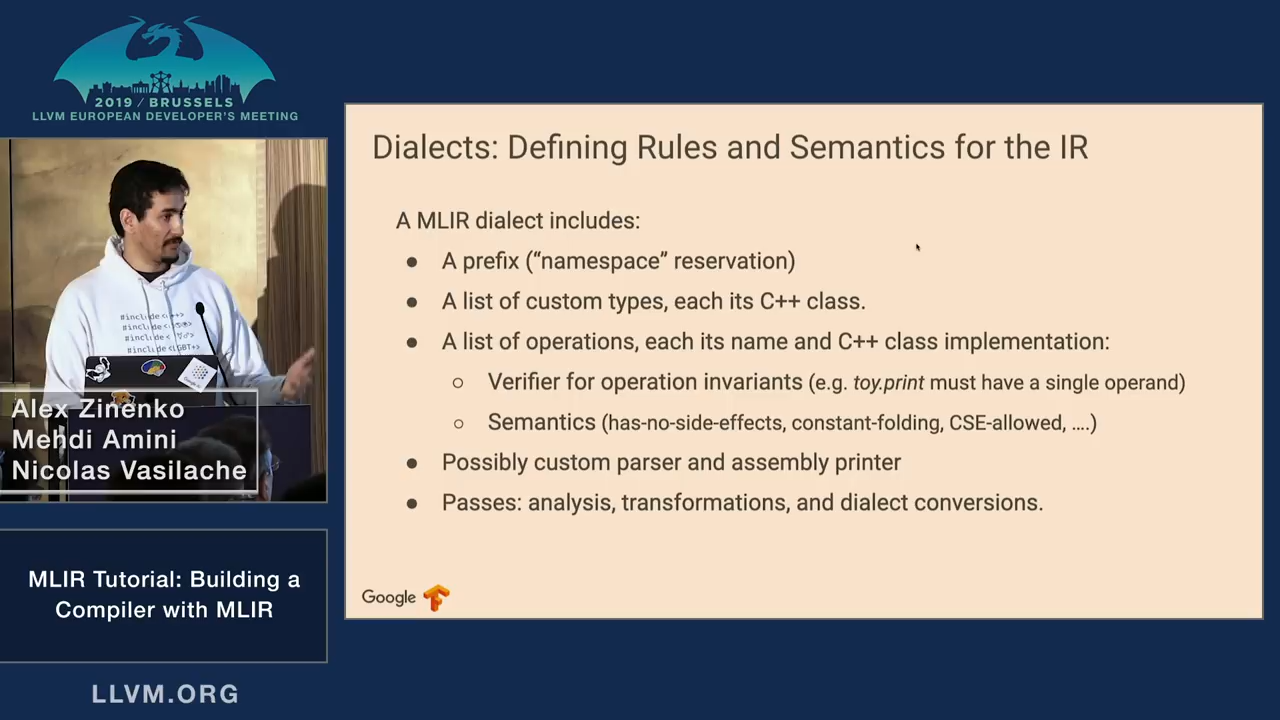 2019 / BRUSSELS
LLVM EUROPEAN DEVELOPER'S MEETING
#include <LGBT+>
Alex Zinenko
Mehdi Amini
Nicolas Vasilache
MLIR Tutorial: Building a
Compiler with MLIR
LLVM.ORG
Dialects: Defining Rules and Semantics for the IR
A MLIR dialect includes:
● A prefix (“namespace” reservation)
● A list of custom types, each its C++ class.
● A list of operations, each its name and C++ class implementation:
○ Verifier for operation invariants (e.g. toy.print must have a single operand)
○ Semantics (has-no-side-effects, constant-folding, CSE-allowed, ….)
● Possibly custom parser and assembly printer
● Passes: analysis, transformations, and dialect conversions.
Google